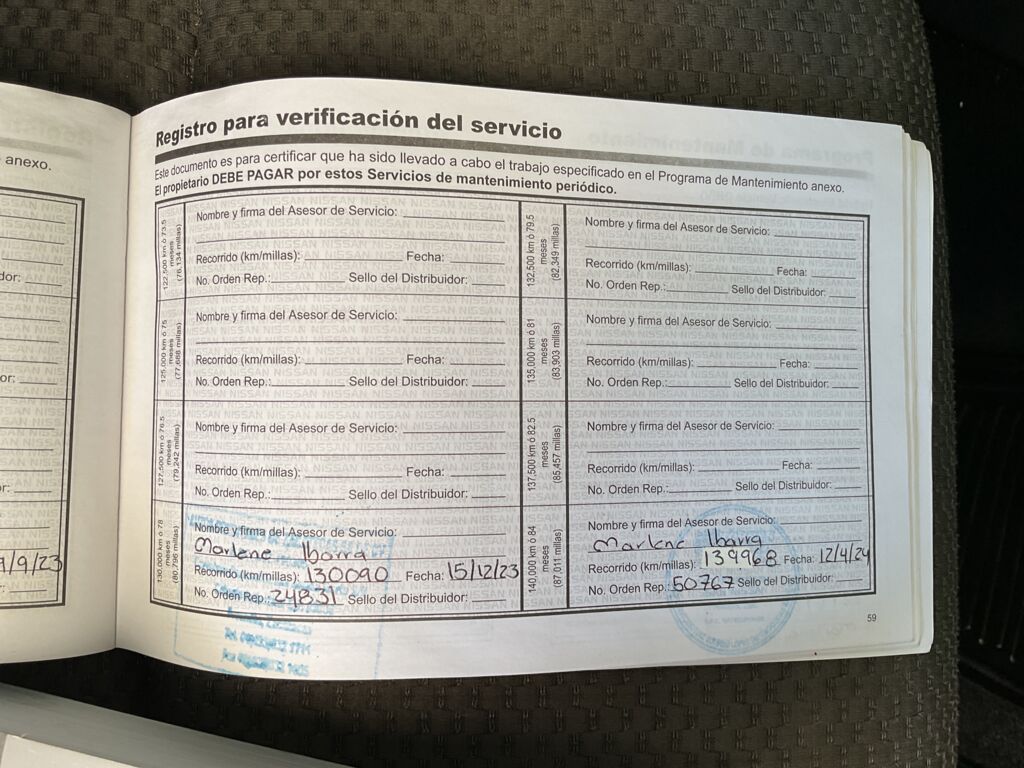 anexo.
dor:
or:
r:
9/9/23
Registro para verificación del servicio
Este documento es para certificar que ha sido llevado a cabo el trabajo especificado en el Programa de Mantenimiento anexo.
El propietario DEBE PAGAR por estos Servicios de mantenimiento periódico.
122,500 km ó 73.5
meses
(76,134 millas)
Nombre y firma del Asesor de Servicio:
Recorrido (km/millas): Fecha:
No. Orden Rep.: Sello del Distribuidor:
125,000 km ó 75
meses
(77,688 millas)
Nombre y firma del Asesor de Servicio:
Recorrido (km/millas): Fecha:
No. Orden Rep.: Sello del Distribuidor:
127,500 km ó 76.5
meses
(79,242 millas)
Nombre y firma del Asesor de Servicio:
Recorrido (km/millas): Fecha:
No. Orden Rep.: Sello del Distribuidor:
130,000 km ó 78
meses
(80,796 millas)
Nombre y firma del Asesor de Servicio:
Marlene Ibarra
Recorrido (km/millas): 130090 Fecha: 15/12/23
No. Orden Rep.: 24831 Sello del Distribuidor:
132,500 km ó 79.5
meses
(82,349 millas)
Nombre y firma del Asesor de Servicio:
Recorrido (km/millas): Fecha:
No. Orden Rep.: Sello del Distribuidor:
135,000 km ó 81
meses
(83,903 millas)
Nombre y firma del Asesor de Servicio:
Recorrido (km/millas): Fecha:
No. Orden Rep.: Sello del Distribuidor:
137,500 km ó 82.5
meses
(85,457 millas)
Nombre y firma del Asesor de Servicio:
Recorrido (km/millas): Fecha:
No. Orden Rep.: Sello del Distribuidor:
140,000 km ó 84
meses
(87,011 millas)
Nombre y firma del Asesor de Servicio:
Marlene Ibarra
Recorrido (km/millas): 139968 Fecha: 12/4/24
No. Orden Rep.: 50767 Sello del Distribuidor:
59